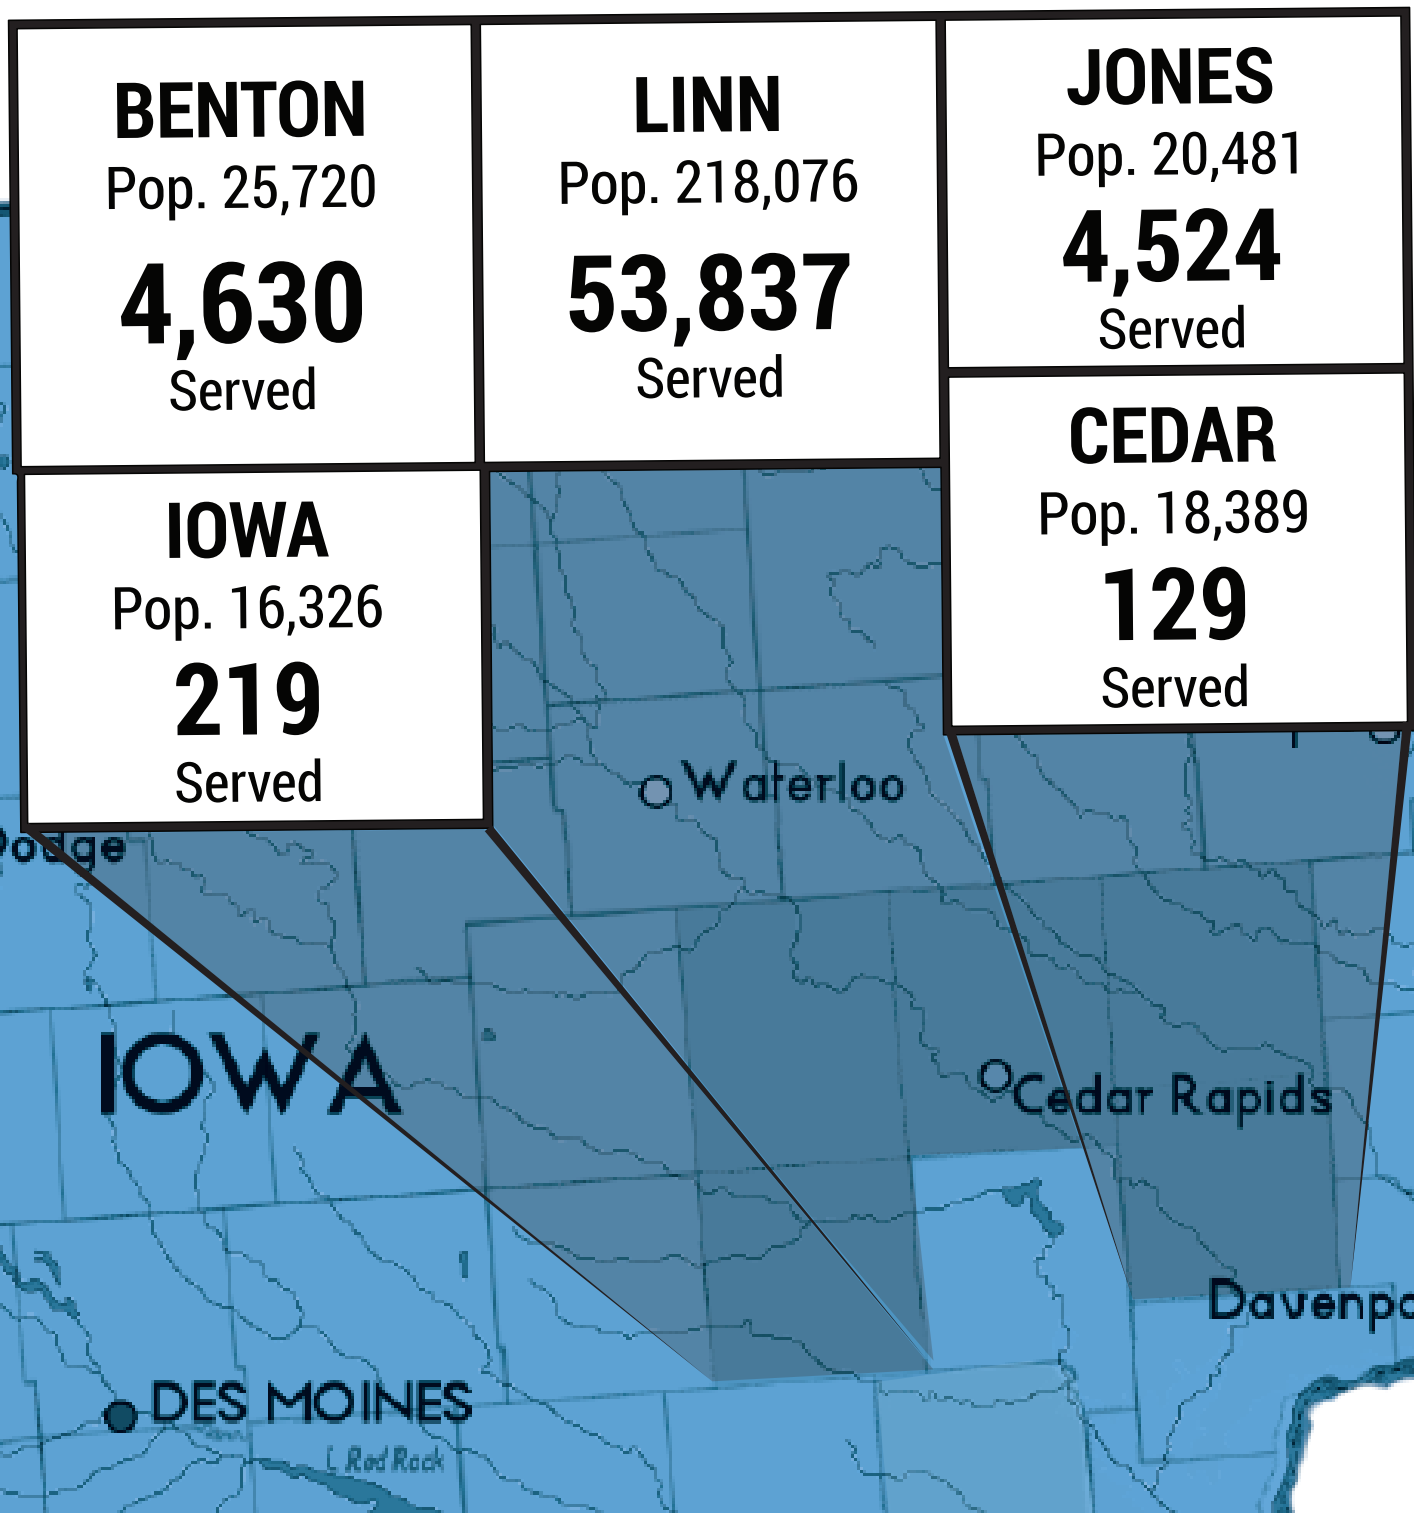 BENTON
Pop. 25,720
4,630
Served
LINN
Pop. 218,076
53,837
Served
JONES
Pop. 20,481
4,524
Served
CEDAR
Pop. 18,389
129
Served
IOWA
Pop. 16,326
219
Served
Waterloo
odge
IOWA
Cedar Rapids
Davenpo
DES MOINES
L Red Rock